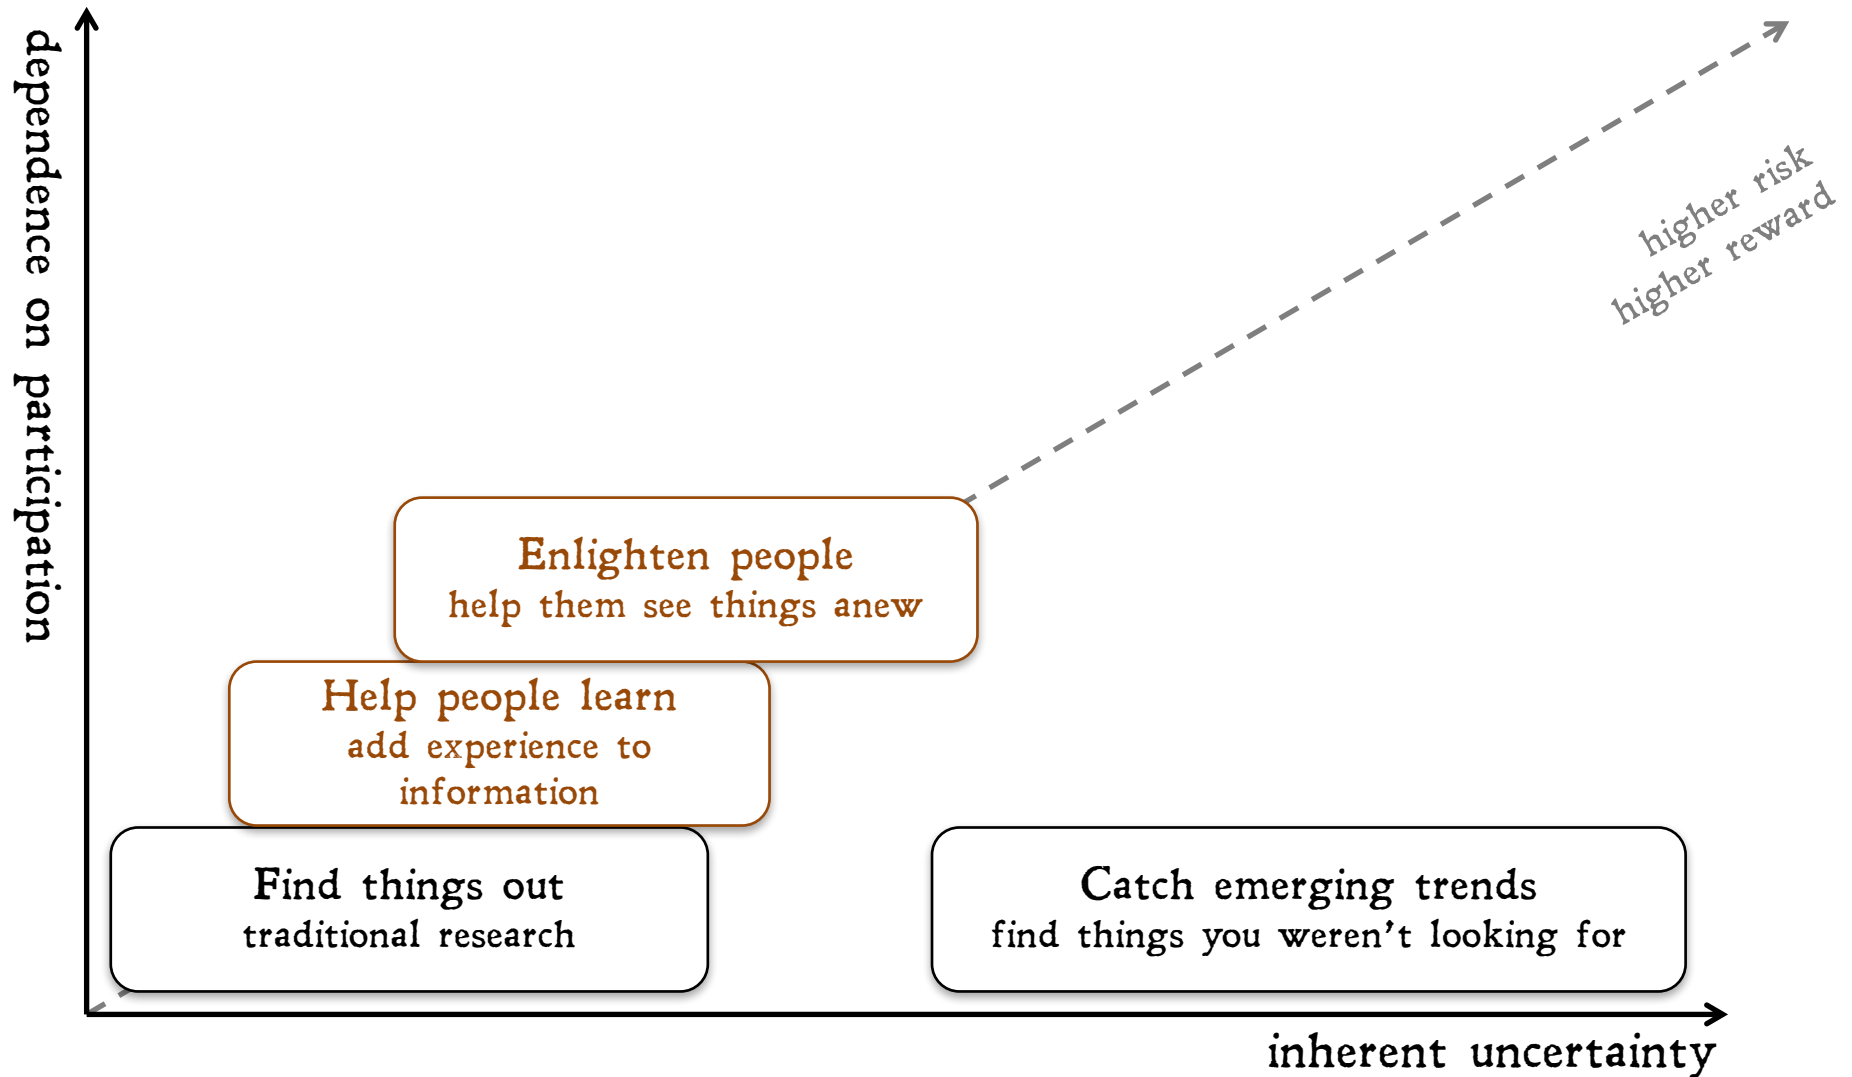 dependence on participation
higher risk
higher reward
Enlighten people
help them see things anew
Help people learn
add experience to
information
Find things out
traditional research
Catch emerging trends
find things you weren’t looking for
inherent uncertainty